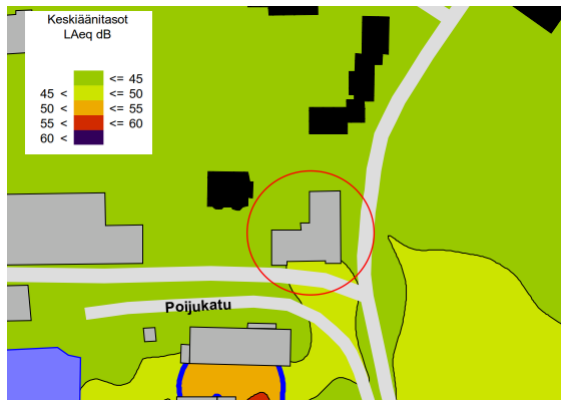 Keskiäänitasot
LAeq dB
<= 45
45 < <= 50
50 < <= 55
55 < <= 60
60 <
Poijukatu